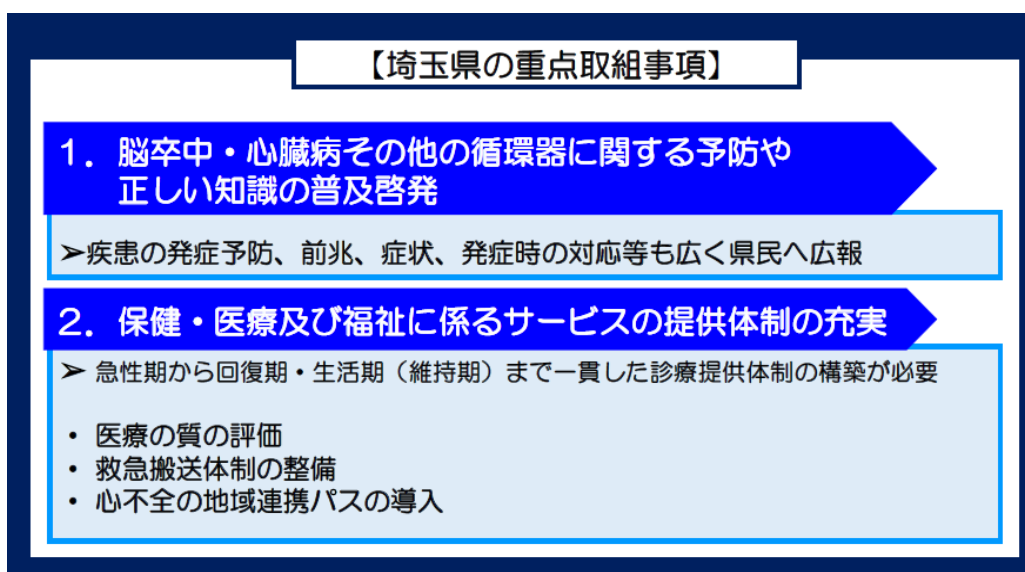 【埼玉県の重点取組事項】
１．脳卒中・心臓病その他の循環器に関する予防や
正しい知識の普及啓発
➢疾患の発症予防、前兆、症状、発症時の対応等も広く県民へ広報
２．保健・医療及び福祉に係るサービスの提供体制の充実
➢ 急性期から回復期・生活期（維持期）まで一貫した診療提供体制の構築が必要
• 医療の質の評価
• 救急搬送体制の整備
• 心不全の地域連携パスの導入